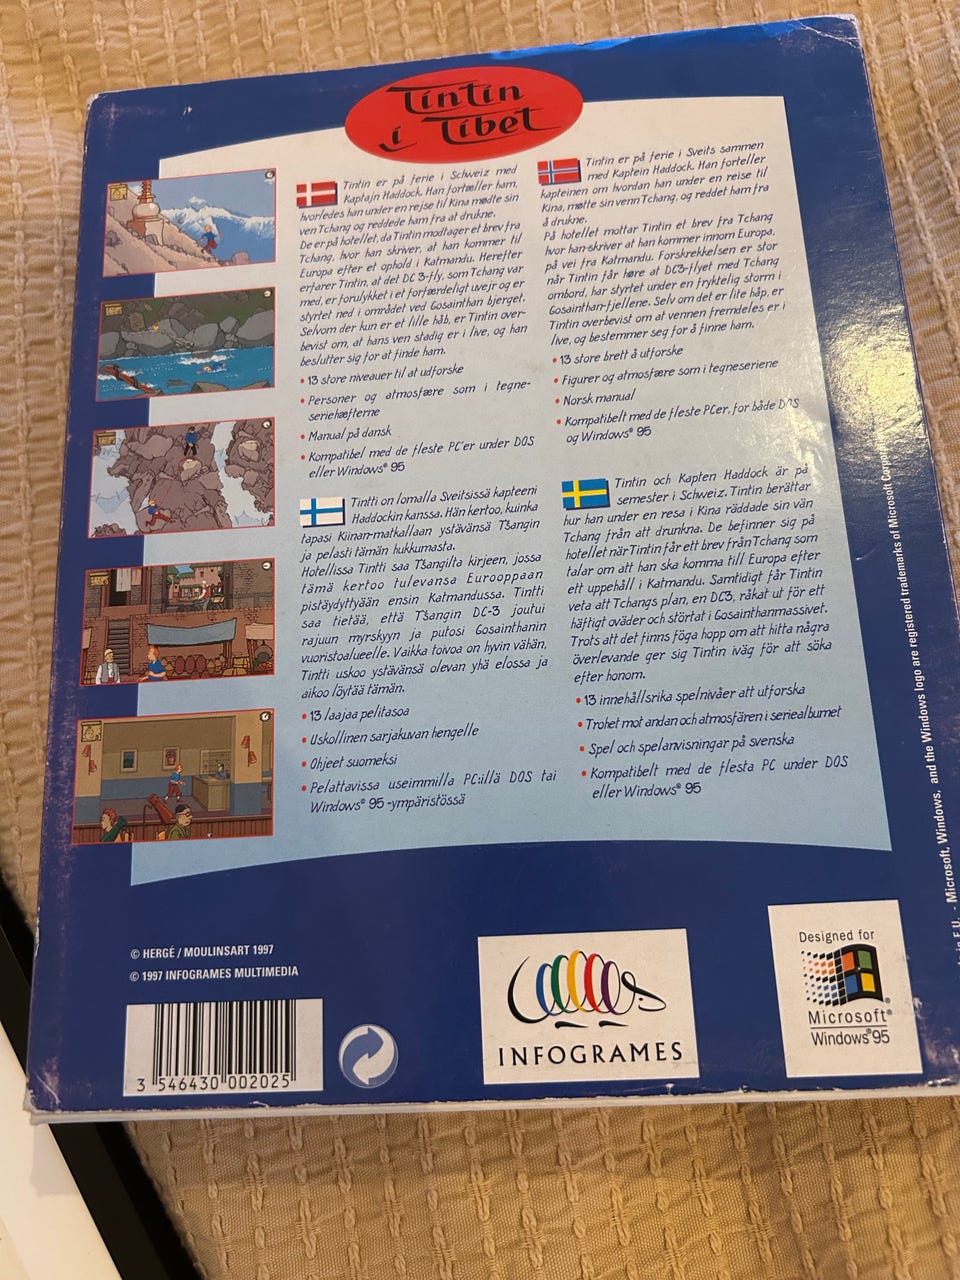 Tintin
i Tibet
Tintin er på ferie i Schweiz med
Kaptajn Haddock. Han fortæller ham,
hvorledes han under en rejse til Kina mødte sin
ven Tchang og reddede ham fra at drukne.
De er på hotellet, da Tintin modtager et brev fra
Tchang, hvor han skriver, at han kommer til
Europa efter et ophold i Katmandu. Herefter
erfarer Tintin, at det DC 3-fly, som Tchang var
med, er forulykket i et forfærdeligt uvejr og er
styrtet ned i området ved Gosainthan bjerget.
Selvom der kun er et lille håb, er Tintin over-
bevist om, at hans ven stadig er i live, og han
beslutter sig for at finde ham.
• 13 store niveauer til at udforske
• Personer og atmosfære som i tegne-
seriehæfterne
• Manual på dansk
• Kompatibel med de fleste PC'er under DOS
eller Windows® 95
Tintin er på ferie i Sveits sammen
med Kaptein Haddock. Han forteller
kapteinen om hvordan han under en reise til
Kina, møtte sin venn Tchang, og reddet ham fra
å drukne.
På hotellet mottar Tintin et brev fra Tchang
hvor han skriver at han kommer innom Europa,
på vei fra Katmandu. Forskrekkelsen er stor
når Tintin får høre at DC3-flyet med Tchang
ombord, har styrtet under en fryktelig storm i
Gosainthan-fjellene. Selv om det er lite håp, er
Tintin overbevist om at vennen fremdeles er i
live, og bestemmer seg for å finne ham.
• 13 store brett å utforske
• Figurer og atmosfære som i tegneseriene
• Norsk manual
• Kompatibelt med de fleste PCer, for både DOS
og Windows® 95
Tintti on lomalla Sveitsissä kapteeni
Haddockin kanssa. Hän kertoo, kuinka
tapasi Kiinan-matkallaan ystävänsä Tšangin
ja pelasti tämän hukkumasta.
Hotellissa Tintti saa Tšangilta kirjeen, jossa
tämä kertoo tulevansa Eurooppaan
pistäydyttyään ensin Katmandussa. Tintti
saa tietää, että Tšangin DC-3 joutui
rajuun myrskyyn ja putosi Gosainthanin
vuoristoalueelle. Vaikka toivoa on hyvin vähän,
Tintti uskoo ystävänsä olevan yhä elossa ja
aikoo löytää tämän.
• 13 laajaa pelitasoa
• Uskollinen sarjakuvan hengelle
• Ohjeet suomeksi
• Pelattavissa useimmilla PC:illä DOS tai
Windows® 95 -ympäristössä
Tintin och Kapten Haddock är på
semester i Schweiz. Tintin berättar
hur han under en resa i Kina räddade sin vän
Tchang från att drunkna. De befinner sig på
hotellet när Tintin får ett brev från Tchang som
talar om att han ska komma till Europa efter
ett uppehåll i Katmandu. Samtidigt får Tintin
veta att Tchangs plan, en DC3, råkat ut för ett
häftigt oväder och störtat i Gosainthanmassivet.
Trots att det finns föga hopp om att hitta några
överlevande ger sig Tintin iväg för att söka
efter honom.
• 13 innehållsrika spelnivåer att utforska
• Trohet mot andan och atmosfären i seriealbumet
• Spel och spelanvisningar på svenska
• Kompatibelt med de flesta PC under DOS
eller Windows® 95
© HERGÉ / MOULINSART 1997
© 1997 INFOGRAMES MULTIMEDIA
3 546430 002025
INFOGRAMES
Designed for
Microsoft®
Windows®95
E.U. - Microsoft, Windows, and the Windows logo are registered trademarks of Microsoft